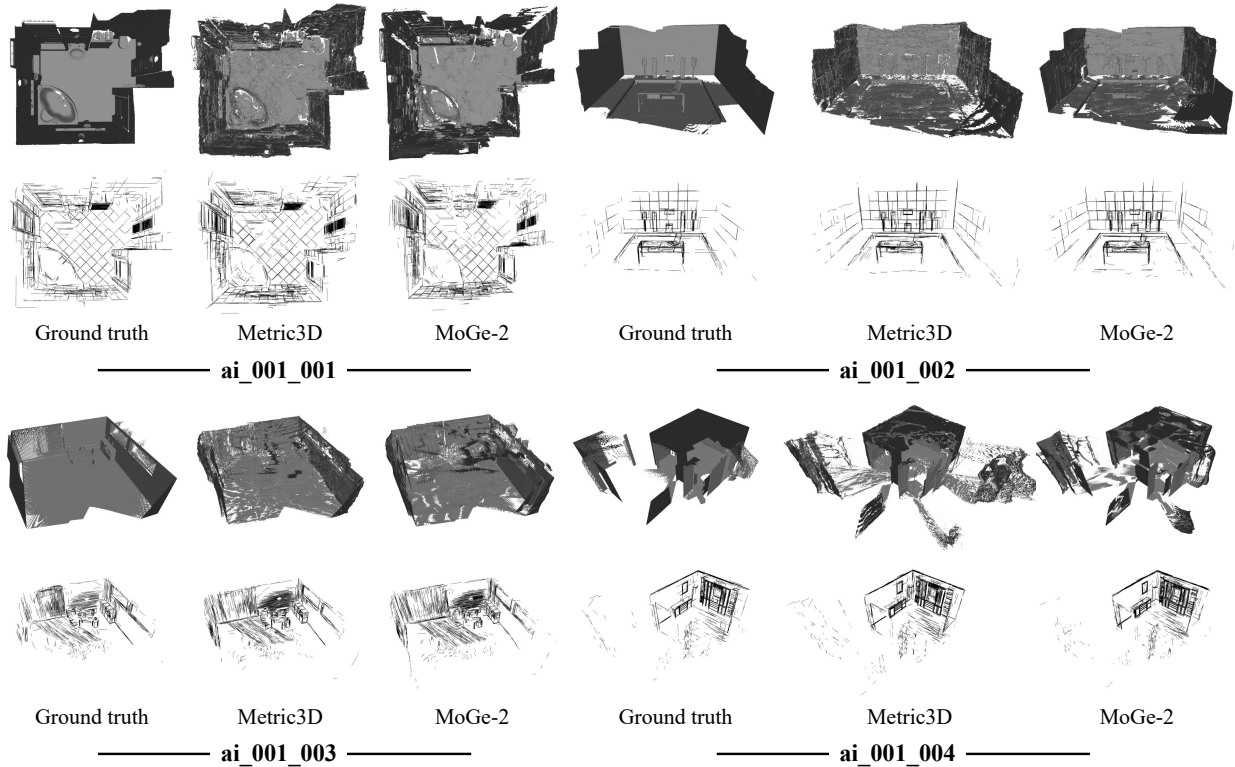 Ground truth Metric3D MoGe-2 Ground truth Metric3D MoGe-2
ai_001_001 ai_001_002
Ground truth Metric3D MoGe-2 Ground truth Metric3D MoGe-2
ai_001_003 ai_001_004